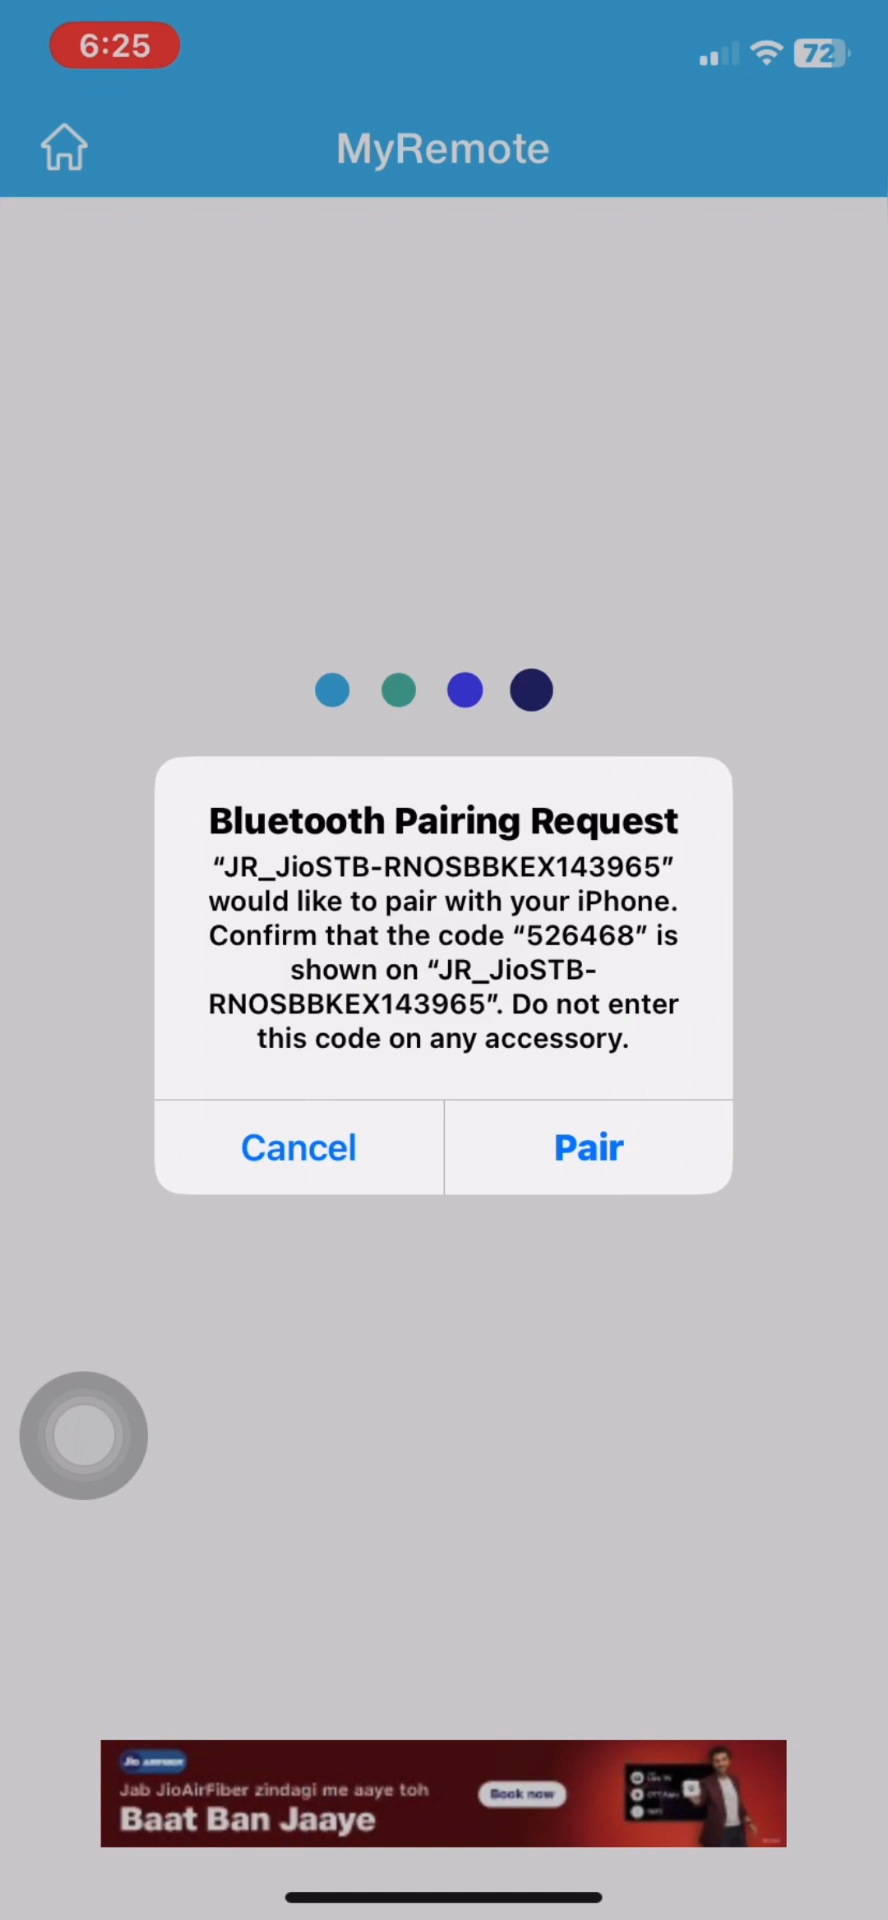 6:25
72
MyRemote
Bluetooth Pairing Request
“JR_JioSTB-RNOSBBKEX143965”
would like to pair with your iPhone.
Confirm that the code “526468” is
shown on “JR_JioSTB-
RNOSBBKEX143965”. Do not enter
this code on any accessory.
Cancel
Pair
Jio AIRFIBER
Jab JioAirFiber zindagi me aaye toh
Baat Ban Jaaye
Book now